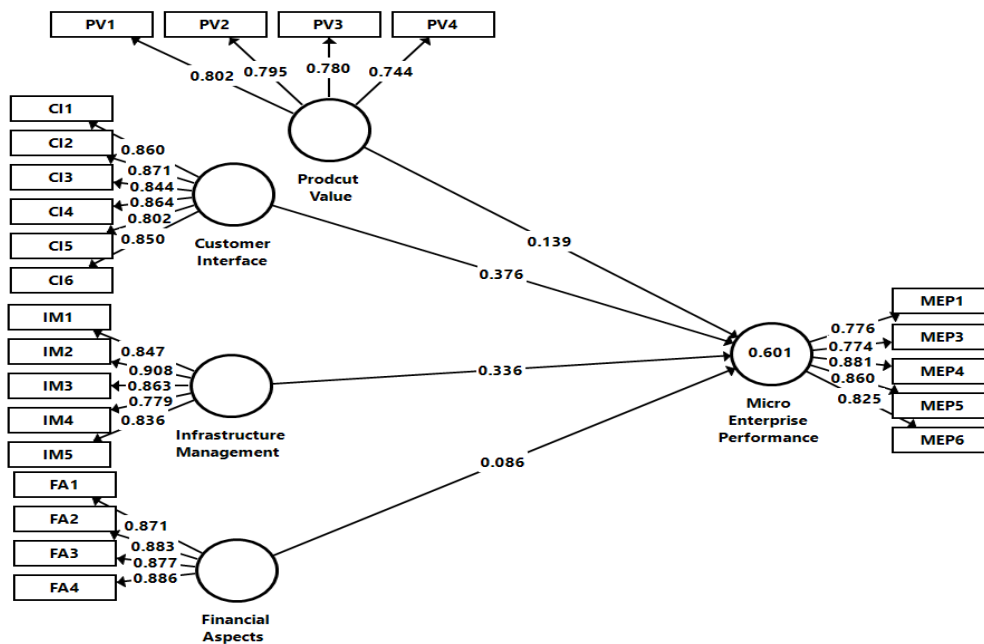 PV1 PV2 PV3 PV4
0.802 0.795 0.780 0.744
Prodcut
Value
CI1
CI2
CI3
CI4
CI5
CI6
0.860
0.871
0.844
0.864
0.802
0.850
Customer
Interface
IM1
IM2
IM3
IM4
IM5
0.847
0.908
0.863
0.779
0.836
Infrastructure
Management
FA1
FA2
FA3
FA4
0.871
0.883
0.877
0.886
Financial
Aspects
0.139
0.376
0.336
0.086
0.601
Micro
Enterprise
Performance
0.776
0.774
0.881
0.860
0.825
MEP1
MEP3
MEP4
MEP5
MEP6